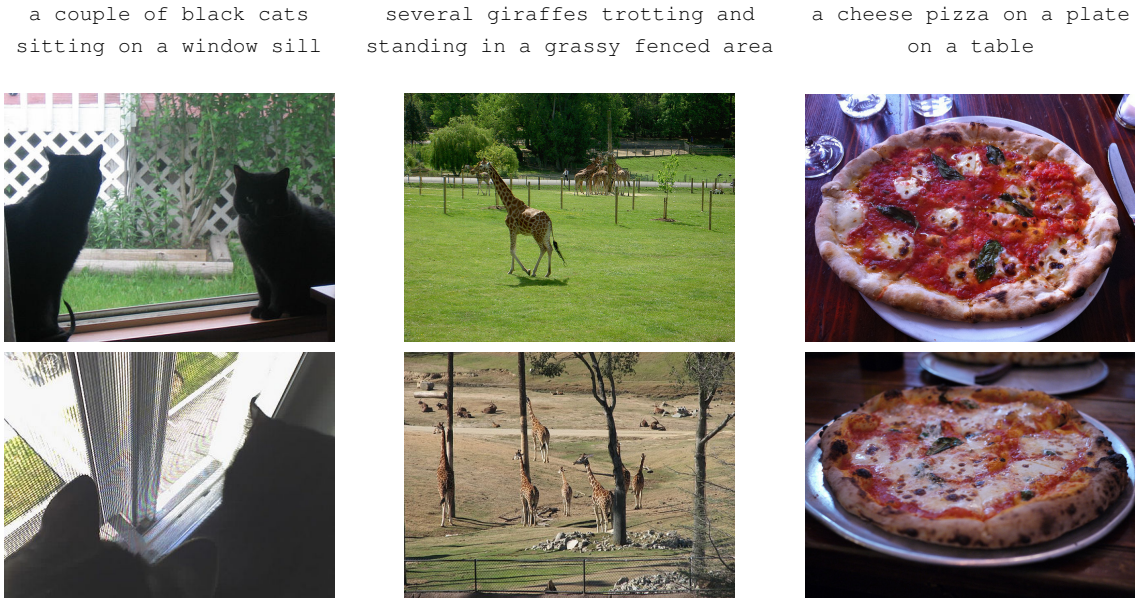 a couple of black cats
sitting on a window sill
several giraffes trotting and
standing in a grassy fenced area
a cheese pizza on a plate
on a table